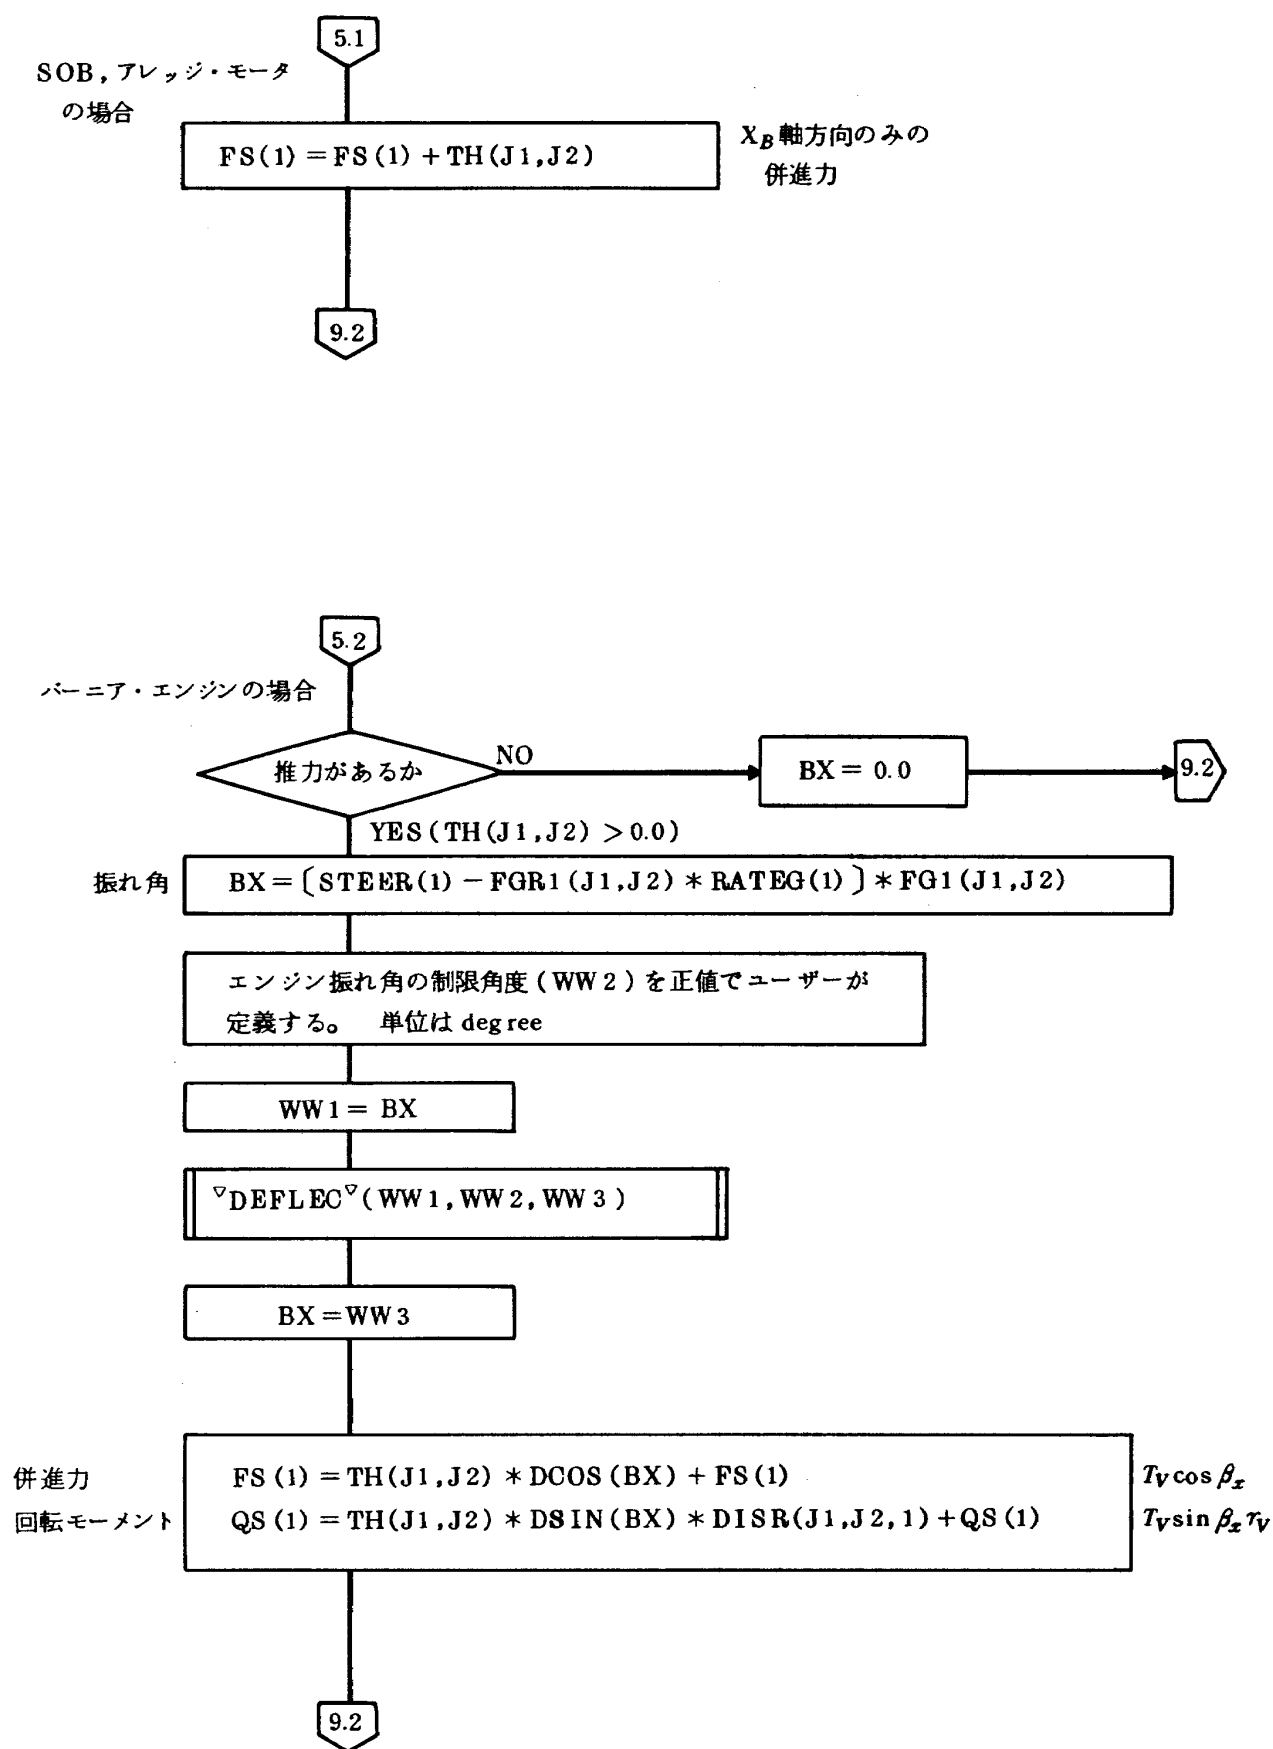 5.1
SOB,アレッジ・モータ
の場合
FS(1)=FS(1)+TH(J1,J2)
X_B軸方向のみの
併進力
9.2
5.2
バーニア・エンジンの場合
推力があるか
NO
BX=0.0
9.2
YES(TH(J1,J2)>0.0)
振れ角
BX=〔STEER(1)-FGR1(J1,J2)*RATEG(1)〕*FG1(J1,J2)
エンジン振れ角の制限角度(WW2)を正値でユーザーが
定義する。 単位はdegree
WW1=BX
▽DEFLEC▽(WW1,WW2,WW3)
BX=WW3
併進力
FS(1)=TH(J1,J2)*DCOS(BX)+FS(1)
T_V cos β_x
回転モーメント
QS(1)=TH(J1,J2)*DSIN(BX)*DISR(J1,J2,1)+QS(1)
T_V sin β_x r_V
9.2